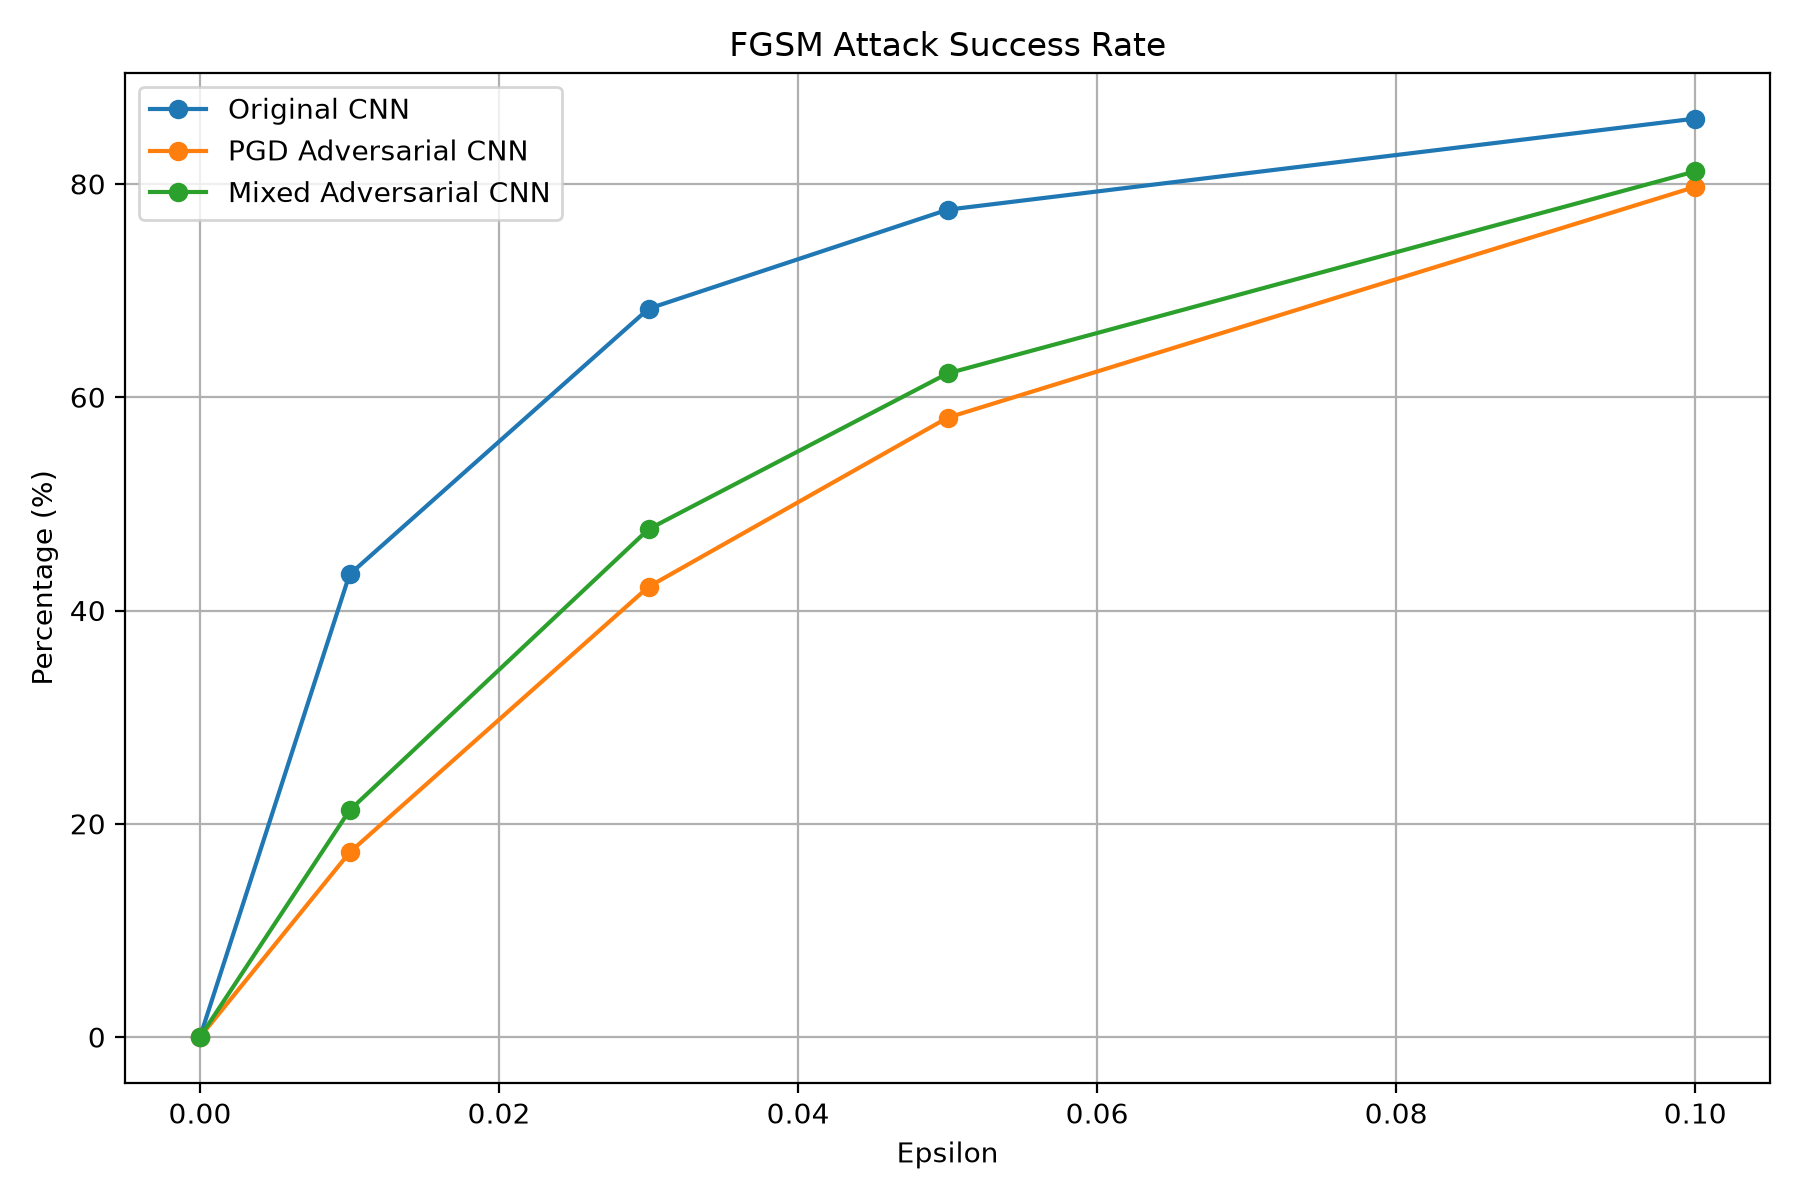 FGSM Attack Success Rate
Original CNN
PGD Adversarial CNN
Mixed Adversarial CNN
80
60
40
20
0
Percentage (%)
0.00 0.02 0.04 0.06 0.08 0.10
Epsilon